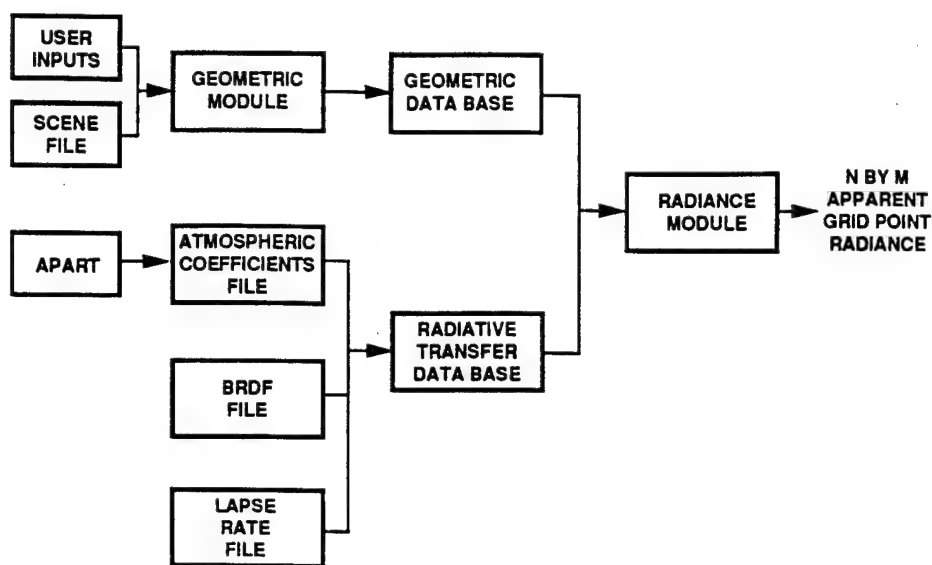 USER
INPUTS
SCENE
FILE
GEOMETRIC
MODULE
GEOMETRIC
DATA BASE
RADIANCE
MODULE
N BY M
APPARENT
GRID POINT
RADIANCE
APART
ATMOSPHERIC
COEFFICIENTS
FILE
BRDF
FILE
LAPSE
RATE
FILE
RADIATIVE
TRANSFER
DATA BASE